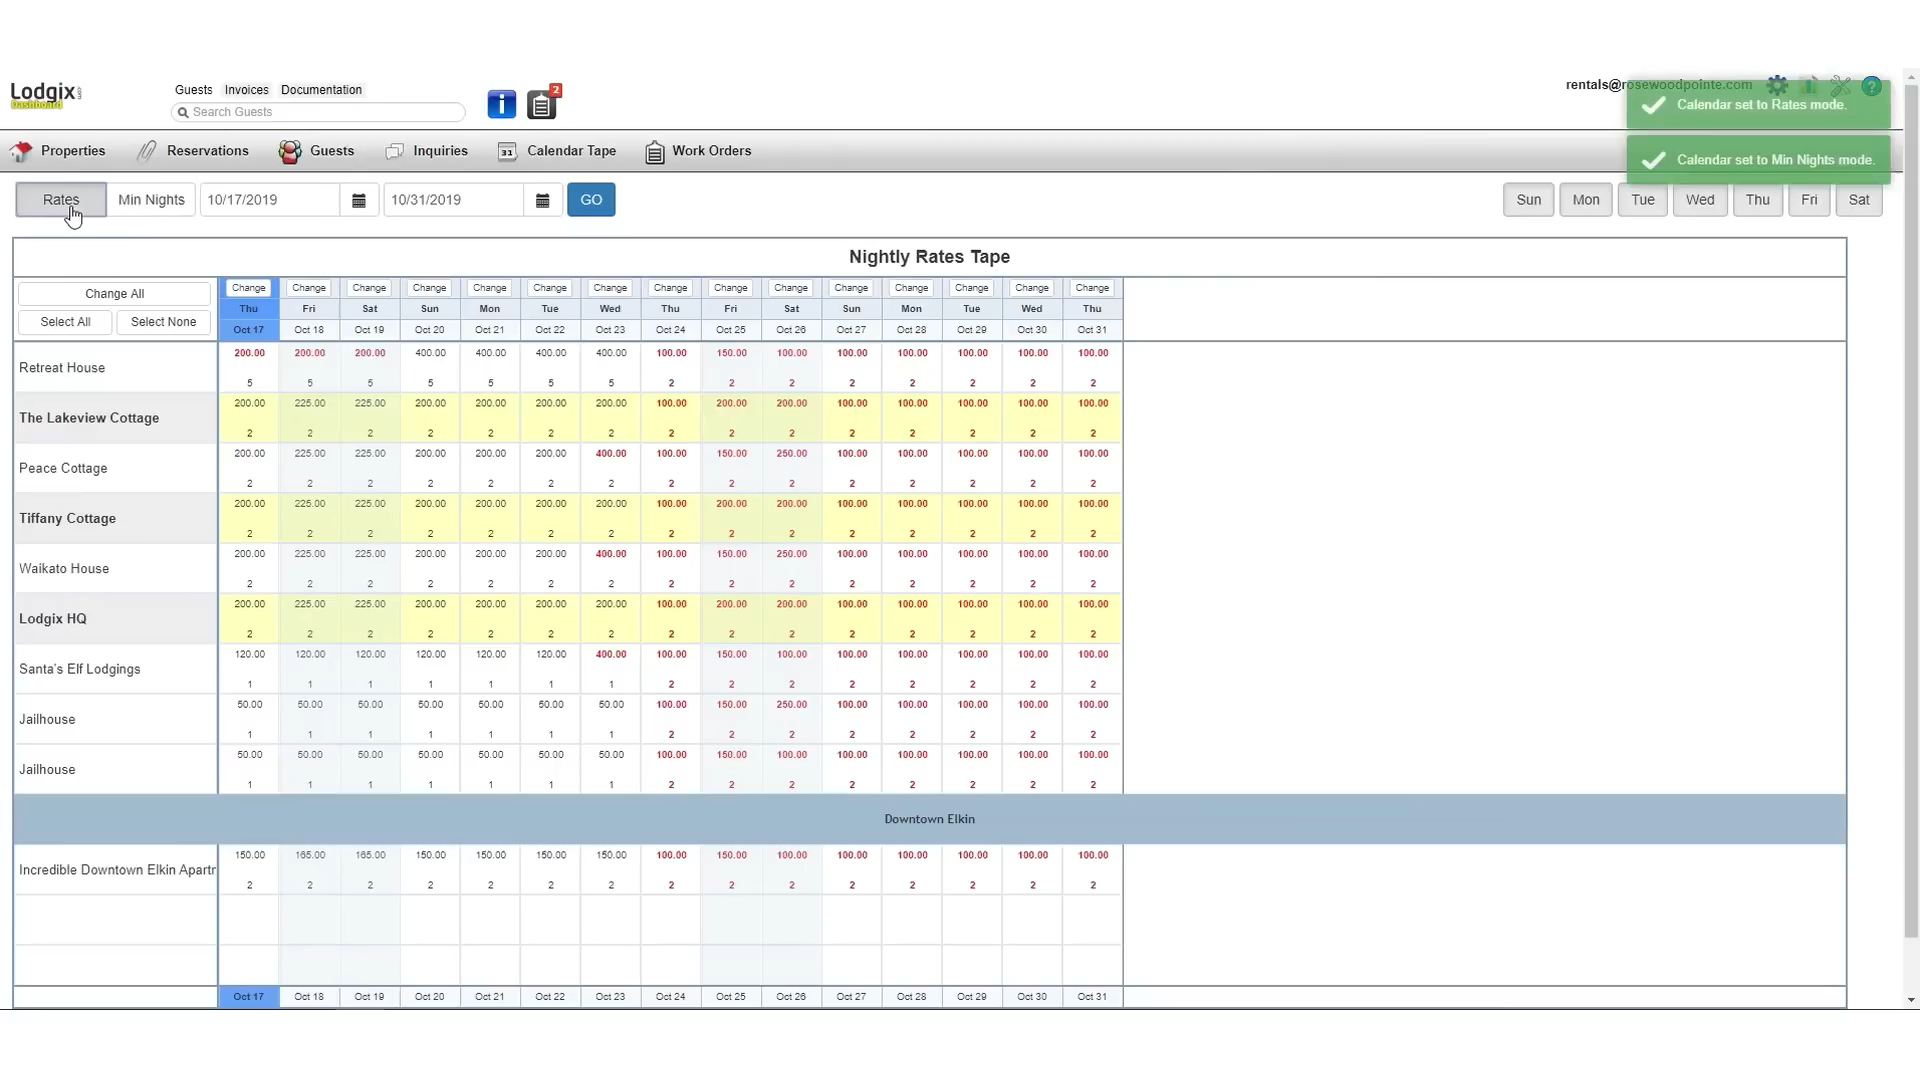 Lodgix
Dashboard
Guests Invoices Documentation
Search Guests
i
2
rentals@rosewoodpointe.com
?
Calendar set to Rates mode.
Calendar set to Min Nights mode.
Properties Reservations Guests Inquiries 31 Calendar Tape Work Orders
Rates Min Nights 10/17/2019 10/31/2019 GO Sun Mon Tue Wed Thu Fri Sat
Nightly Rates Tape
Change All
Select All Select None
Change Change Change Change Change Change Change Change Change Change Change Change Change Change Change
Thu Fri Sat Sun Mon Tue Wed Thu Fri Sat Sun Mon Tue Wed Thu
Oct 17 Oct 18 Oct 19 Oct 20 Oct 21 Oct 22 Oct 23 Oct 24 Oct 25 Oct 26 Oct 27 Oct 28 Oct 29 Oct 30 Oct 31
Retreat House
200.00 200.00 200.00 400.00 400.00 400.00 400.00 100.00 150.00 100.00 100.00 100.00 100.00 100.00 100.00
5 5 5 5 5 5 5 2 2 2 2 2 2 2 2
The Lakeview Cottage
200.00 225.00 225.00 200.00 200.00 200.00 200.00 100.00 200.00 200.00 100.00 100.00 100.00 100.00 100.00
2 2 2 2 2 2 2 2 2 2 2 2 2 2 2
Peace Cottage
200.00 225.00 225.00 200.00 200.00 200.00 400.00 100.00 150.00 250.00 100.00 100.00 100.00 100.00 100.00
2 2 2 2 2 2 2 2 2 2 2 2 2 2 2
Tiffany Cottage
200.00 225.00 225.00 200.00 200.00 200.00 200.00 100.00 200.00 200.00 100.00 100.00 100.00 100.00 100.00
2 2 2 2 2 2 2 2 2 2 2 2 2 2 2
Waikato House
200.00 225.00 225.00 200.00 200.00 200.00 400.00 100.00 150.00 250.00 100.00 100.00 100.00 100.00 100.00
2 2 2 2 2 2 2 2 2 2 2 2 2 2 2
Lodgix HQ
200.00 225.00 225.00 200.00 200.00 200.00 200.00 100.00 200.00 200.00 100.00 100.00 100.00 100.00 100.00
2 2 2 2 2 2 2 2 2 2 2 2 2 2 2
Santa's Elf Lodgings
120.00 120.00 120.00 120.00 120.00 120.00 400.00 100.00 150.00 100.00 100.00 100.00 100.00 100.00 100.00
1 1 1 1 1 1 1 2 2 2 2 2 2 2 2
Jailhouse
50.00 50.00 50.00 50.00 50.00 50.00 50.00 100.00 150.00 250.00 100.00 100.00 100.00 100.00 100.00
1 1 1 1 1 1 1 2 2 2 2 2 2 2 2
Jailhouse
50.00 50.00 50.00 50.00 50.00 50.00 50.00 100.00 150.00 100.00 100.00 100.00 100.00 100.00 100.00
1 1 1 1 1 1 1 2 2 2 2 2 2 2 2
Downtown Elkin
Incredible Downtown Elkin Apartr
150.00 165.00 165.00 150.00 150.00 150.00 150.00 100.00 150.00 100.00 100.00 100.00 100.00 100.00 100.00
2 2 2 2 2 2 2 2 2 2 2 2 2 2 2
Oct 17 Oct 18 Oct 19 Oct 20 Oct 21 Oct 22 Oct 23 Oct 24 Oct 25 Oct 26 Oct 27 Oct 28 Oct 29 Oct 30 Oct 31